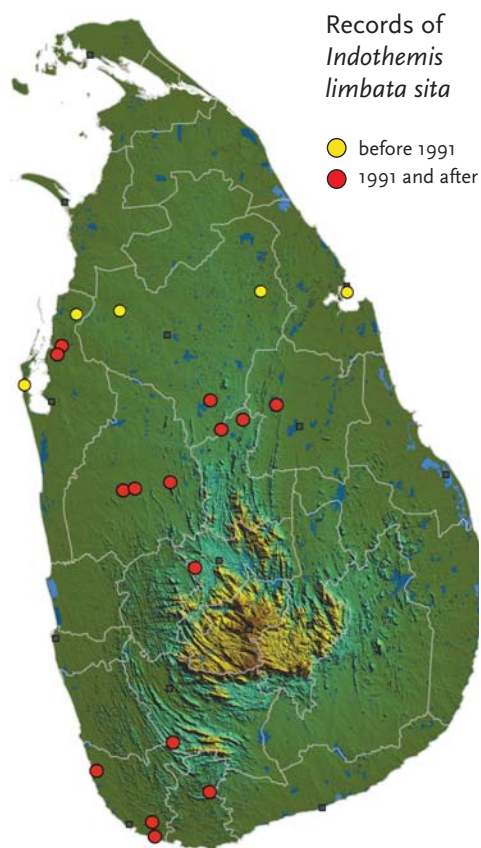 Records of
Indothemis
limbata sita
before 1991
1991 and after